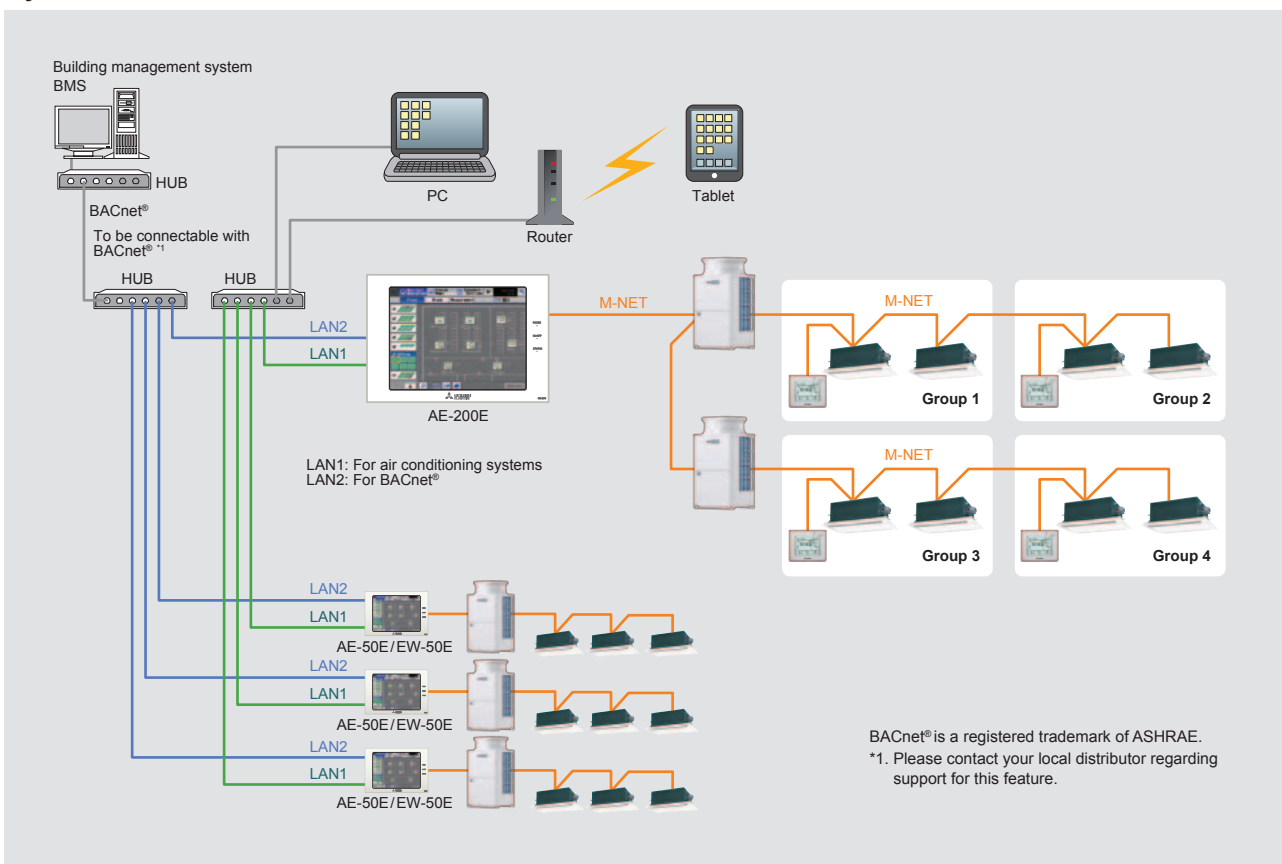 Building management system
BMS
HUB
BACnet®
To be connectable with
BACnet® *1
HUB
HUB
PC
Router
Tablet
LAN2
LAN1
AE-200E
M-NET
M-NET
Group 1
Group 2
M-NET
Group 3
Group 4
LAN1: For air conditioning systems
LAN2: For BACnet®
LAN2
LAN1
AE-50E/EW-50E
LAN2
LAN1
AE-50E/EW-50E
LAN2
LAN1
AE-50E/EW-50E
BACnet® is a registered trademark of ASHRAE.
*1. Please contact your local distributor regarding
support for this feature.